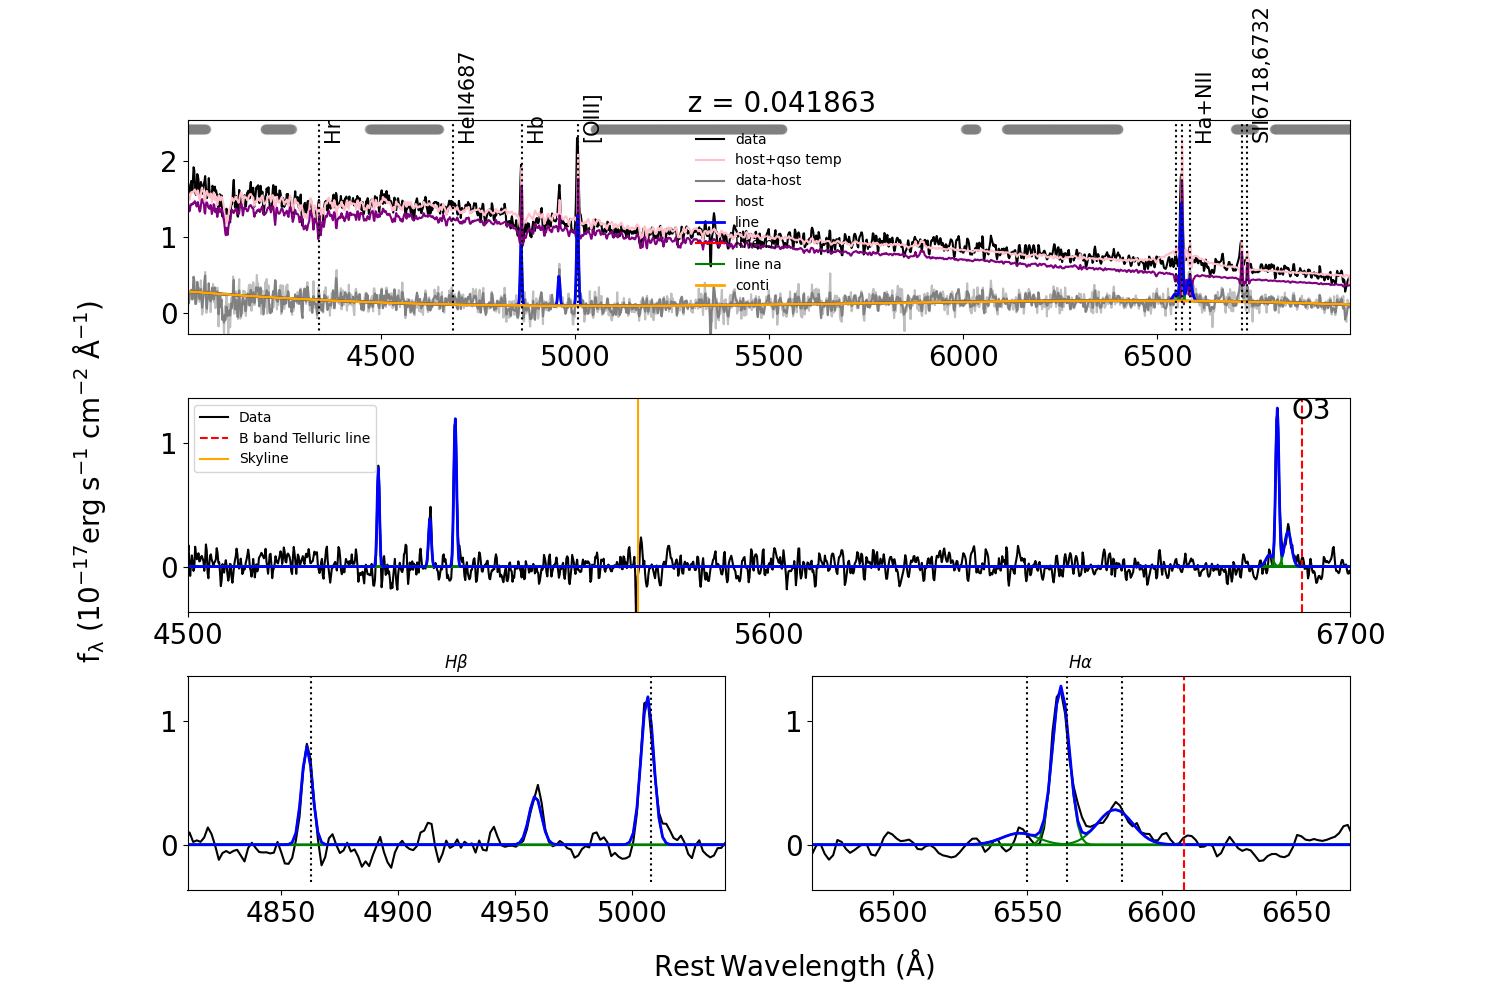 z = 0.041863
Hr
HeII4687
Hb
[OIII]
Ha+NII
SII6718,6732
data
host+qso temp
data-host
host
line
line na
conti
2
1
0
4500 5000 5500 6000 6500
Data
B band Telluric line
Skyline
O3
1
0
4500 5600 6700
fλ (10−17erg s−1 cm−2 Å−1)
Hβ
1
0
4850 4900 4950 5000
Hα
1
0
6500 6550 6600 6650
Rest Wavelength (Å)